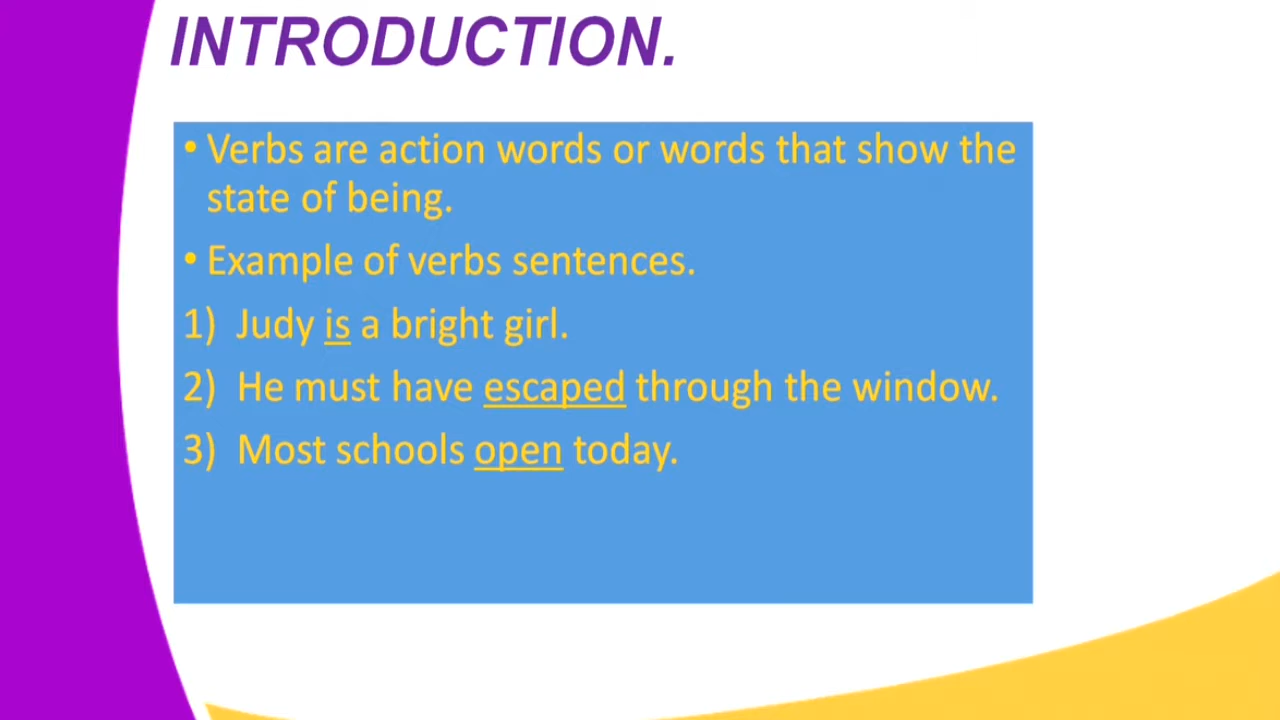 INTRODUCTION.
• Verbs are action words or words that show the
state of being.
• Example of verbs sentences.
1) Judy is a bright girl.
2) He must have escaped through the window.
3) Most schools open today.